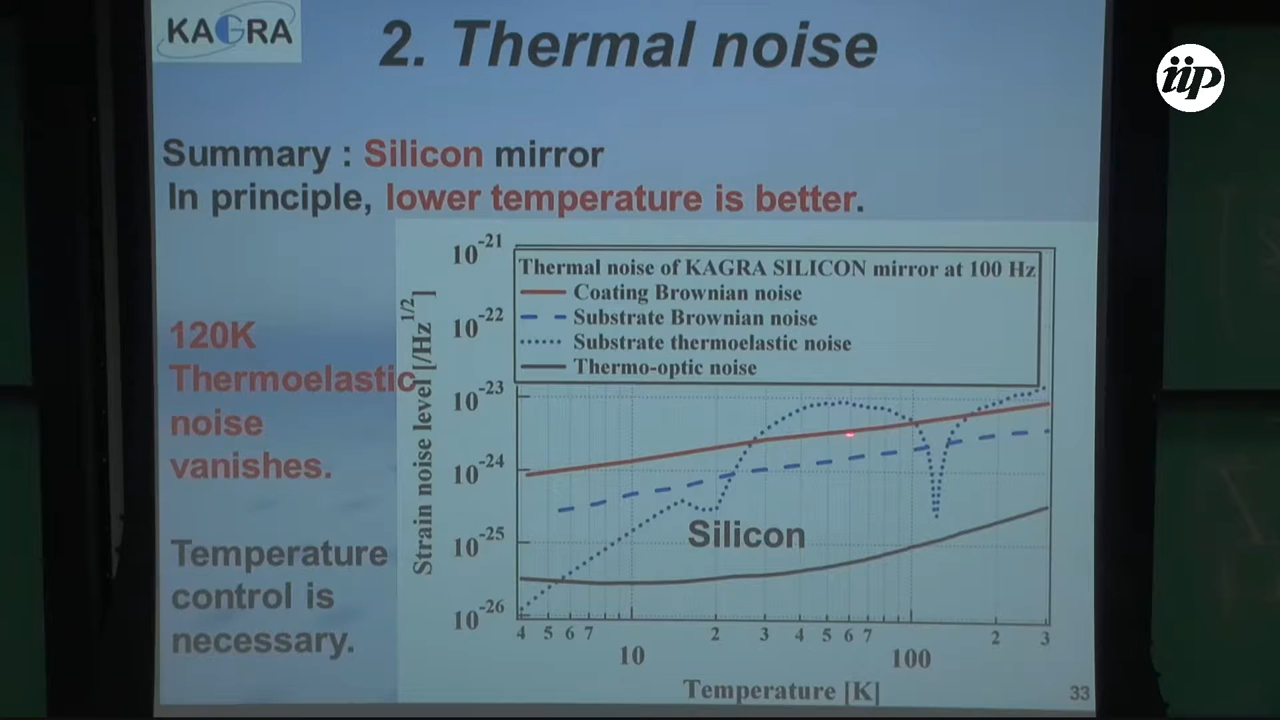 KAGRA
2. Thermal noise
iip
Summary : Silicon mirror
In principle, lower temperature is better.
120K
Thermoelastic
noise
vanishes.
Temperature
control is
necessary.
Strain noise level [/Hz^1/2]
10^-21
10^-22
10^-23
10^-24
10^-25
10^-26
Thermal noise of KAGRA SILICON mirror at 100 Hz
Coating Brownian noise
Substrate Brownian noise
Substrate thermoelastic noise
Thermo-optic noise
Silicon
4 5 6 7 2 3 4 5 6 7 2 3
10 100
Temperature [K]
33